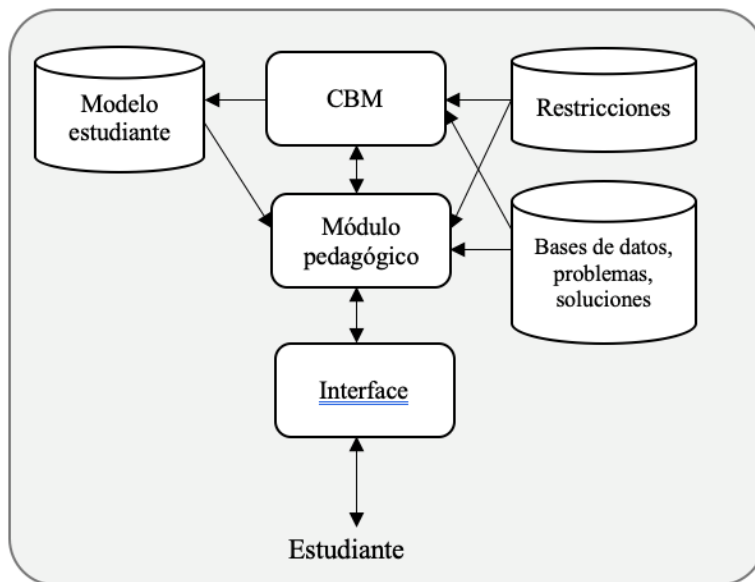 Modelo
estudiante
CBM
Restricciones
Módulo
pedagógico
Bases de datos,
problemas,
soluciones
Interface
Estudiante